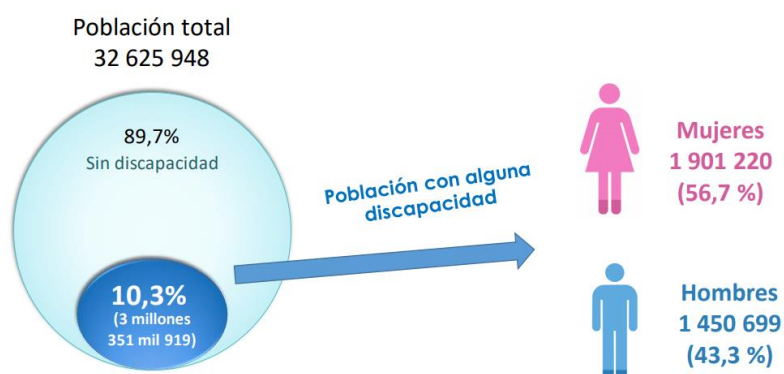 Población total
32 625 948
89,7%
Sin discapacidad
10,3%
(3 millones
351 mil 919)
Población con alguna
discapacidad
Mujeres
1 901 220
(56,7 %)
Hombres
1 450 699
(43,3 %)